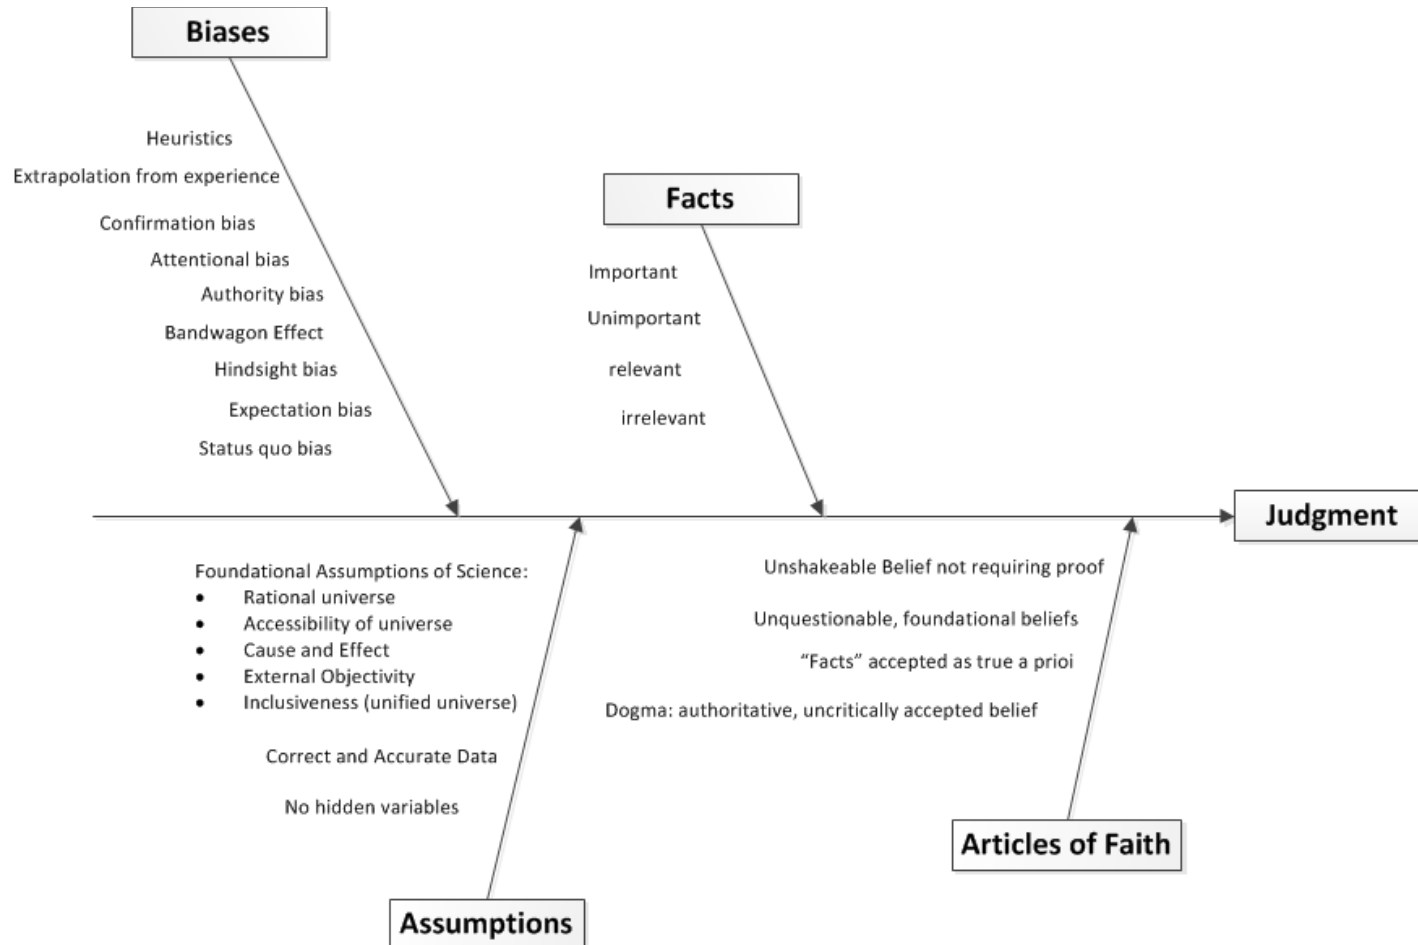 Biases
Heuristics
Extrapolation from experience
Confirmation bias
Attentional bias
Authority bias
Bandwagon Effect
Hindsight bias
Expectation bias
Status quo bias
Facts
Important
Unimportant
relevant
irrelevant
Judgment
Foundational Assumptions of Science:
• Rational universe
• Accessibility of universe
• Cause and Effect
• External Objectivity
• Inclusiveness (unified universe)
Correct and Accurate Data
No hidden variables
Assumptions
Unshakeable Belief not requiring proof
Unquestionable, foundational beliefs
“Facts” accepted as true a prioi
Dogma: authoritative, uncritically accepted belief
Articles of Faith